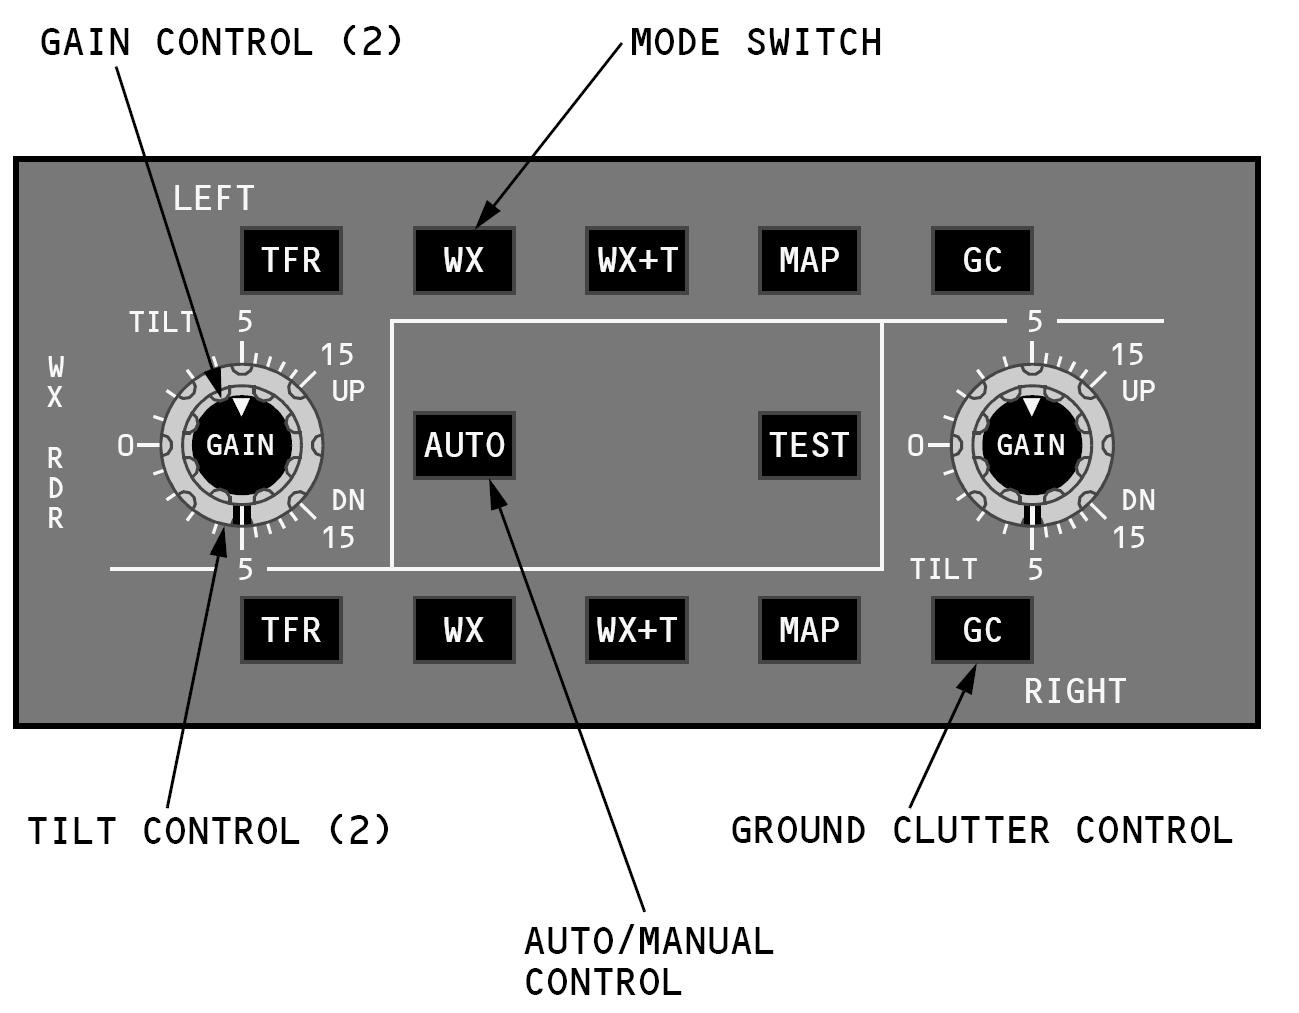 GAIN CONTROL (2)
MODE SWITCH
LEFT
TFR WX WX+T MAP GC
TILT 5
5
15
15
UP
UP
WX RDR
0 GAIN
AUTO
TEST
0 GAIN
DN
DN
15
15
5
TILT 5
TFR WX WX+T MAP GC
RIGHT
TILT CONTROL (2)
GROUND CLUTTER CONTROL
AUTO/MANUAL
CONTROL